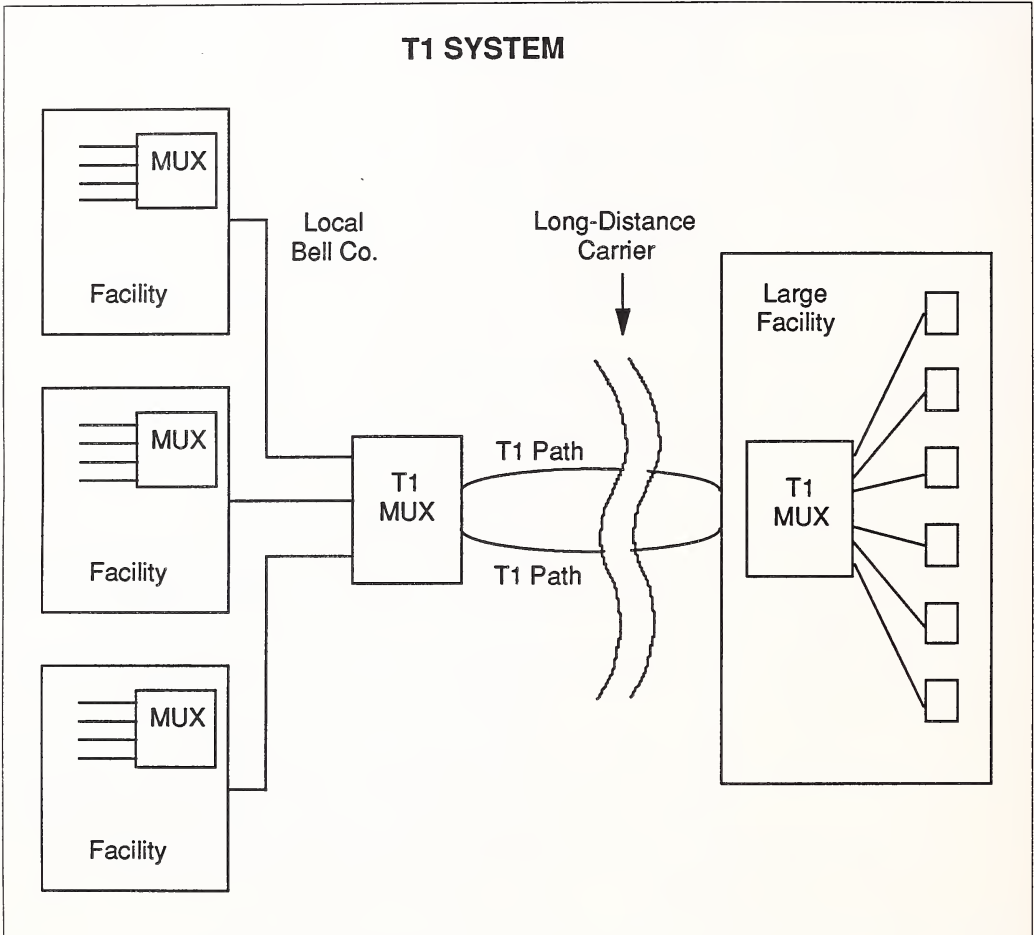 T1 SYSTEM
MUX
Facility
Local
Bell Co.
Long-Distance
Carrier
Large
Facility
MUX
Facility
T1
MUX
T1 Path
T1 Path
T1
MUX
MUX
Facility